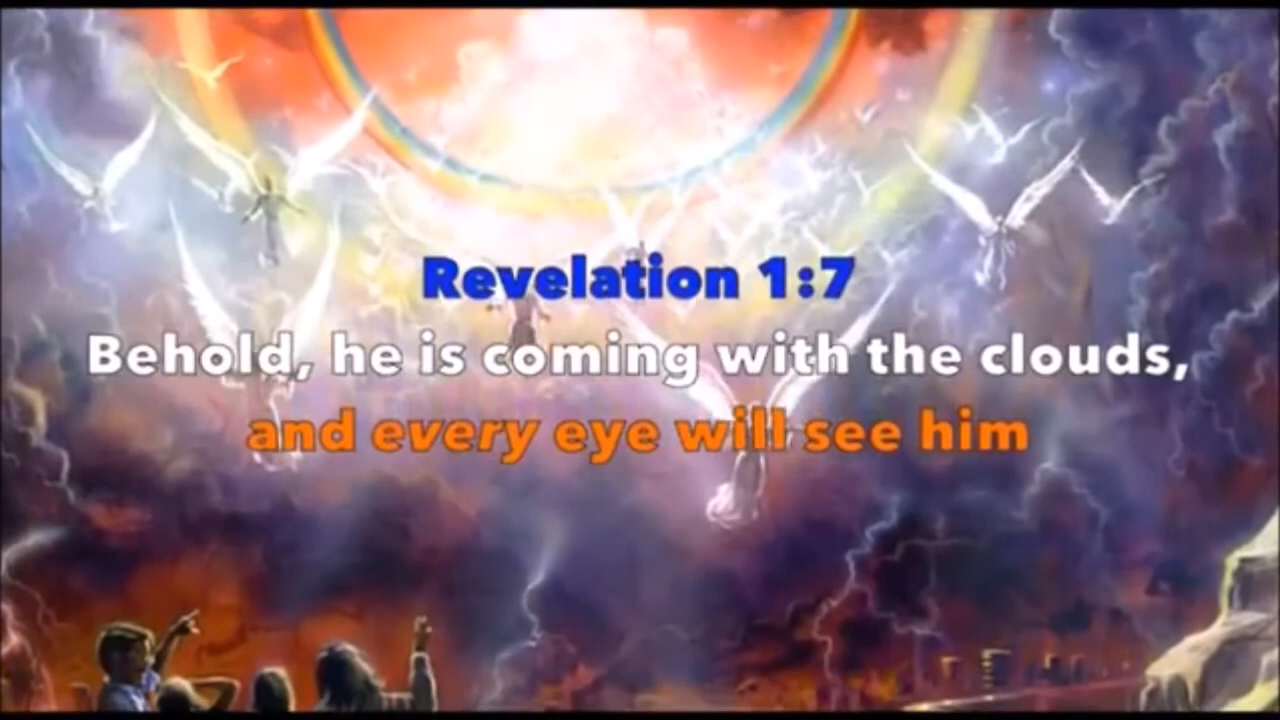 Revelation 1:7
Behold, he is coming with the clouds,
and every eye will see him